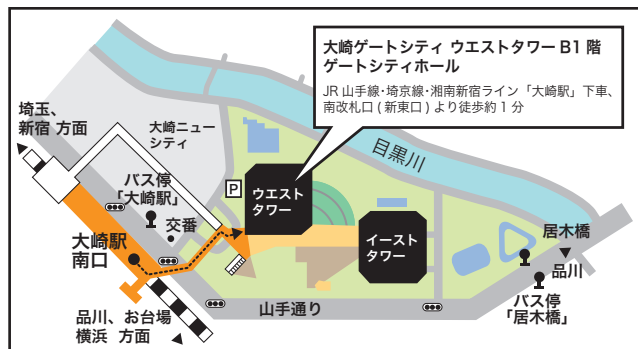 大崎ゲートシティ ウエストタワー B1 階
ゲートシティホール
JR 山手線･埼京線･湘南新宿ライン「大崎駅」下車、
南改札口 ( 新東口 ) より徒歩約 1 分
埼玉、
新宿 方面
大崎ニュー
シティ
目黒川
バス停
「大崎駅」
P
ウエスト
タワー
交番
イースト
タワー
居木橋
品川
大崎駅
南口
バス停
「居木橋」
山手通り
品川、お台場
横浜 方面